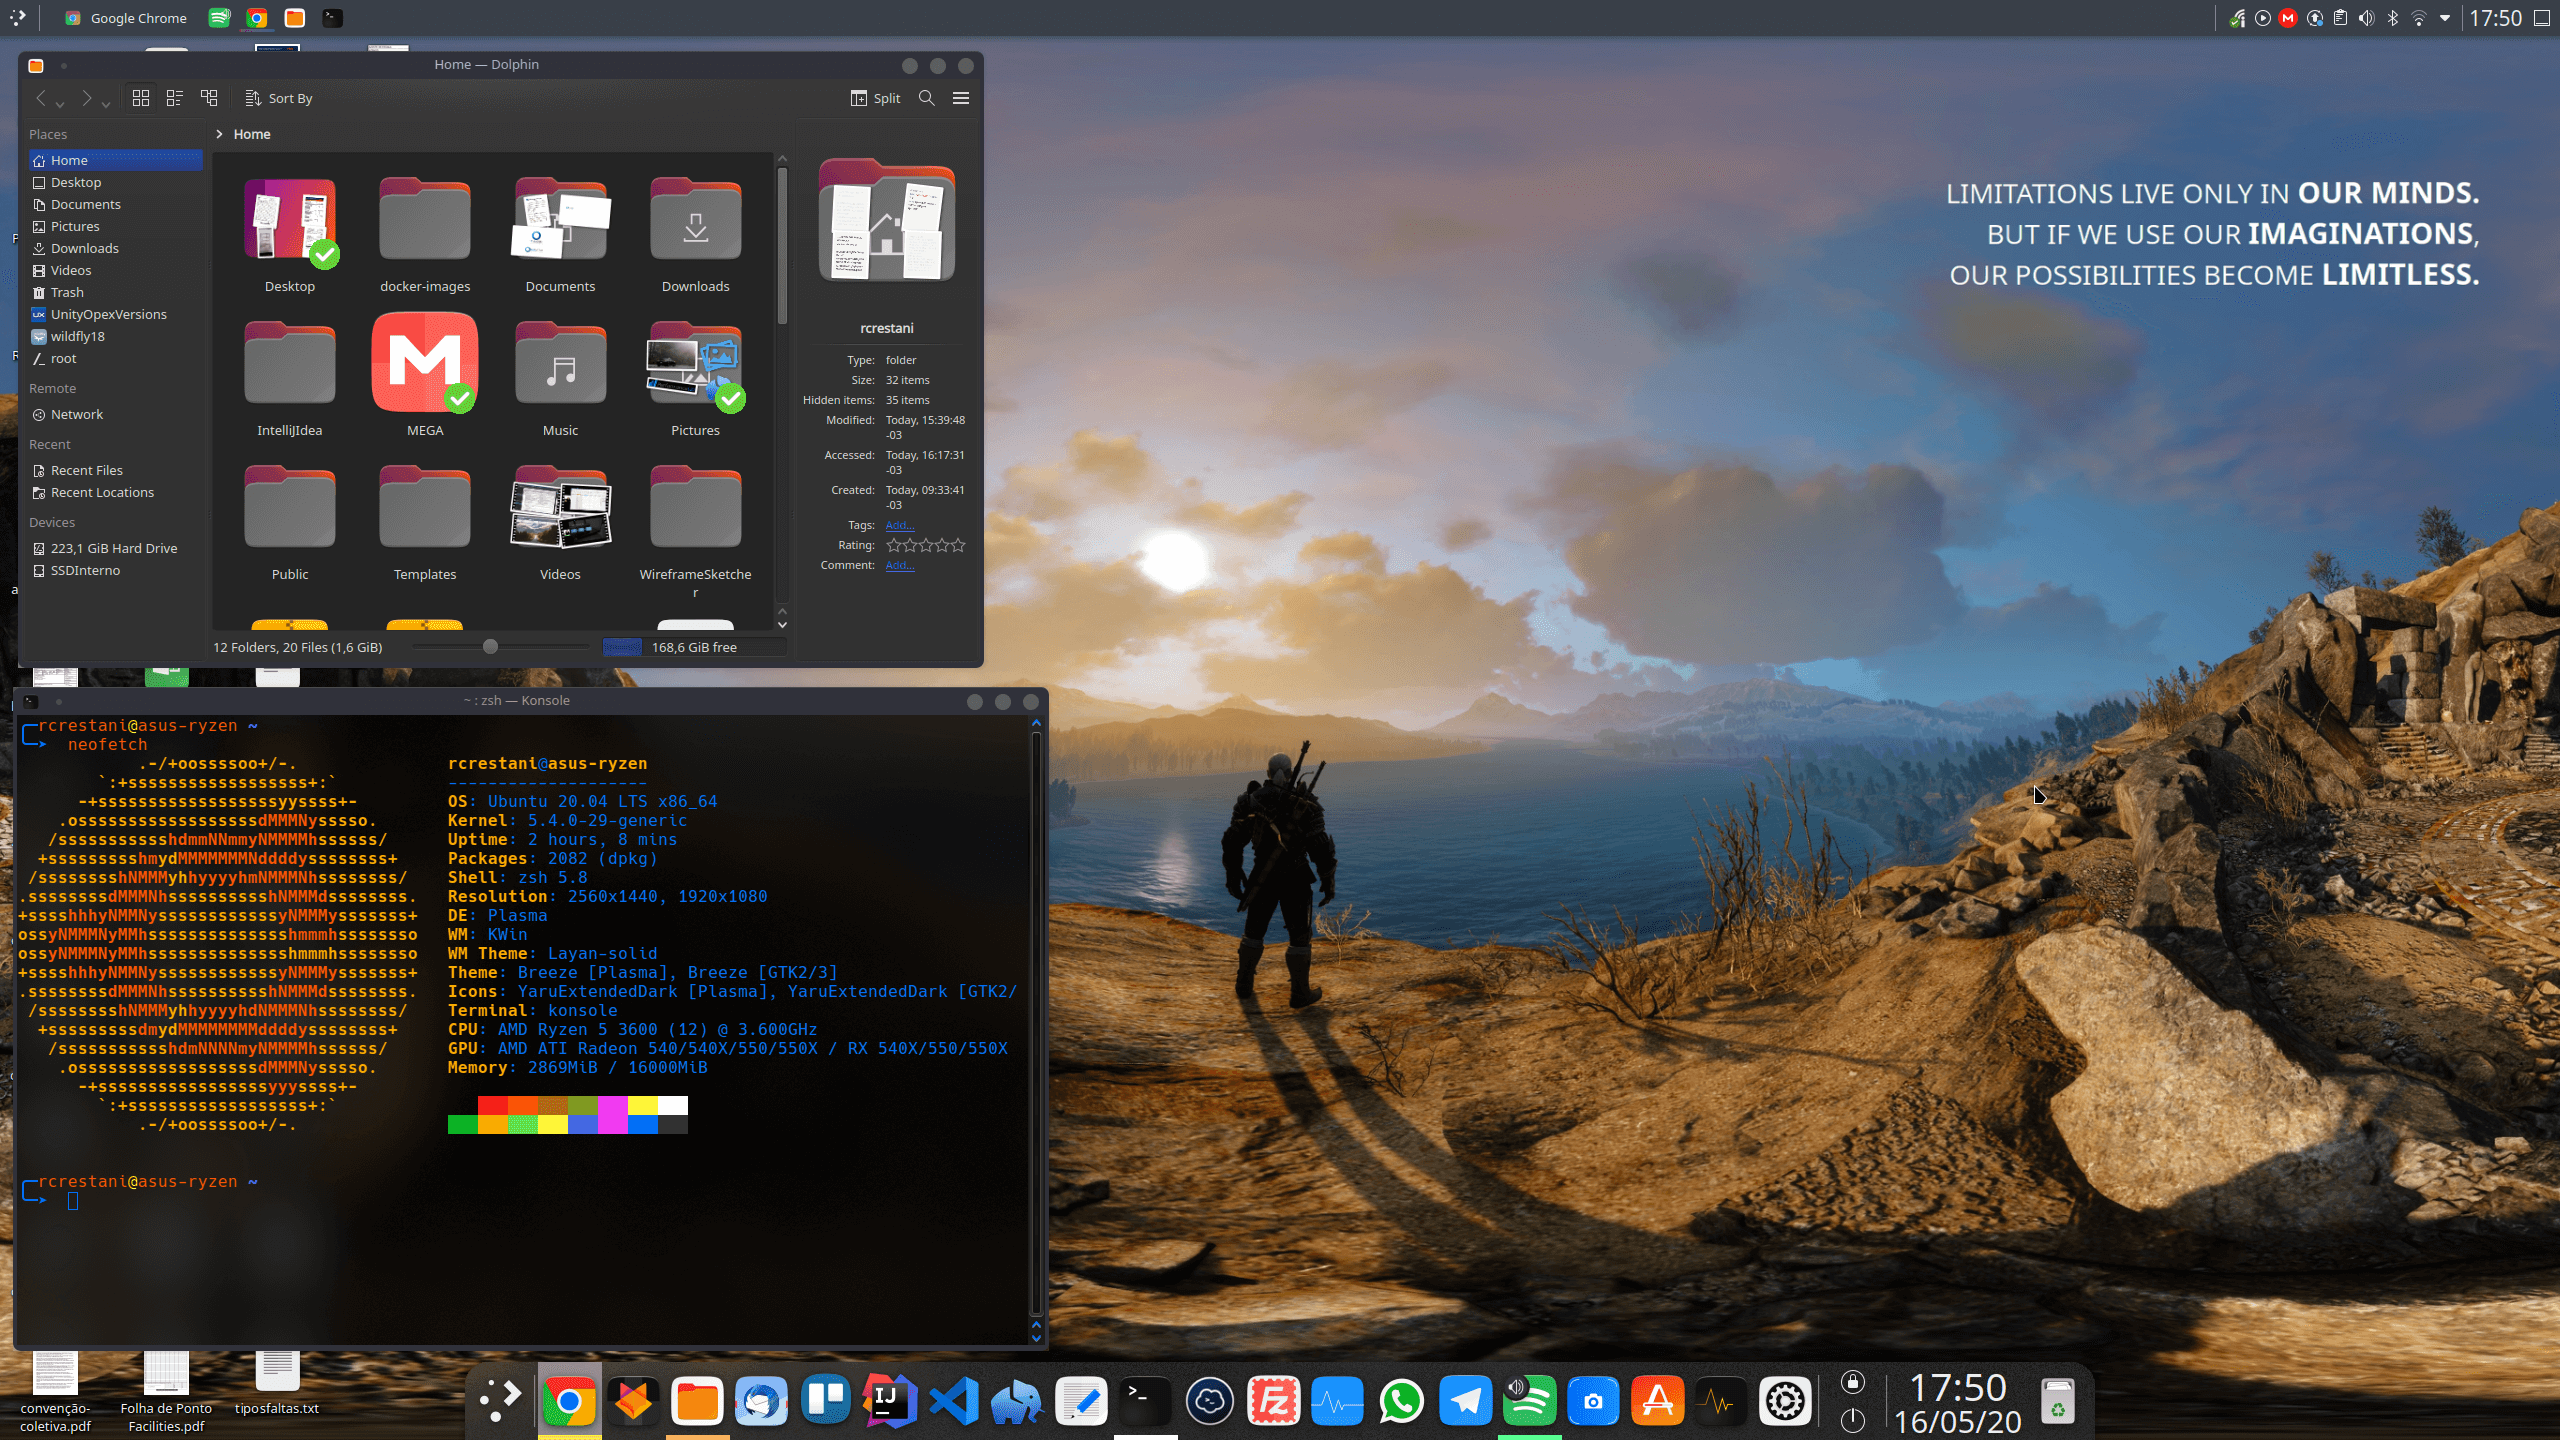 Google Chrome
17:50
Home — Dolphin
Sort By
Split
Places
Home
Desktop
Documents
Pictures
Downloads
Videos
Trash
UnityOpexVersions
wildfly18
root
Remote
Network
Recent
Recent Files
Recent Locations
Devices
223,1 GiB Hard Drive
SSDInterno
Home
Desktop
docker-images
Documents
Downloads
IntelliJIdea
MEGA
Music
Pictures
Public
Templates
Videos
WireframeSketche
r
12 Folders, 20 Files (1,6 GiB)
168,6 GiB free
rcrestani
Type: folder
Size: 32 items
Hidden items: 35 items
Modified: Today, 15:39:48
-03
Accessed: Today, 16:17:31
-03
Created: Today, 09:33:41
-03
Tags: Add...
Rating:
Comment: Add...
LIMITATIONS LIVE ONLY IN OUR MINDS.
BUT IF WE USE OUR IMAGINATIONS,
OUR POSSIBILITIES BECOME LIMITLESS.
~ : zsh — Konsole
rcrestani@asus-ryzen ~
neofetch
rcrestani@asus-ryzen
--------------------
OS: Ubuntu 20.04 LTS x86_64
Kernel: 5.4.0-29-generic
Uptime: 2 hours, 8 mins
Packages: 2082 (dpkg)
Shell: zsh 5.8
Resolution: 2560x1440, 1920x1080
DE: Plasma
WM: KWin
WM Theme: Layan-solid
Theme: Breeze [Plasma], Breeze [GTK2/3]
Icons: YaruExtendedDark [Plasma], YaruExtendedDark [GTK2/
Terminal: konsole
CPU: AMD Ryzen 5 3600 (12) @ 3.600GHz
GPU: AMD ATI Radeon 540/540X/550/550X / RX 540X/550/550X
Memory: 2869MiB / 16000MiB
rcrestani@asus-ryzen ~
convenção-
coletiva.pdf
Folha de Ponto
Facilities.pdf
tiposfaltas.txt
17:50
16/05/20